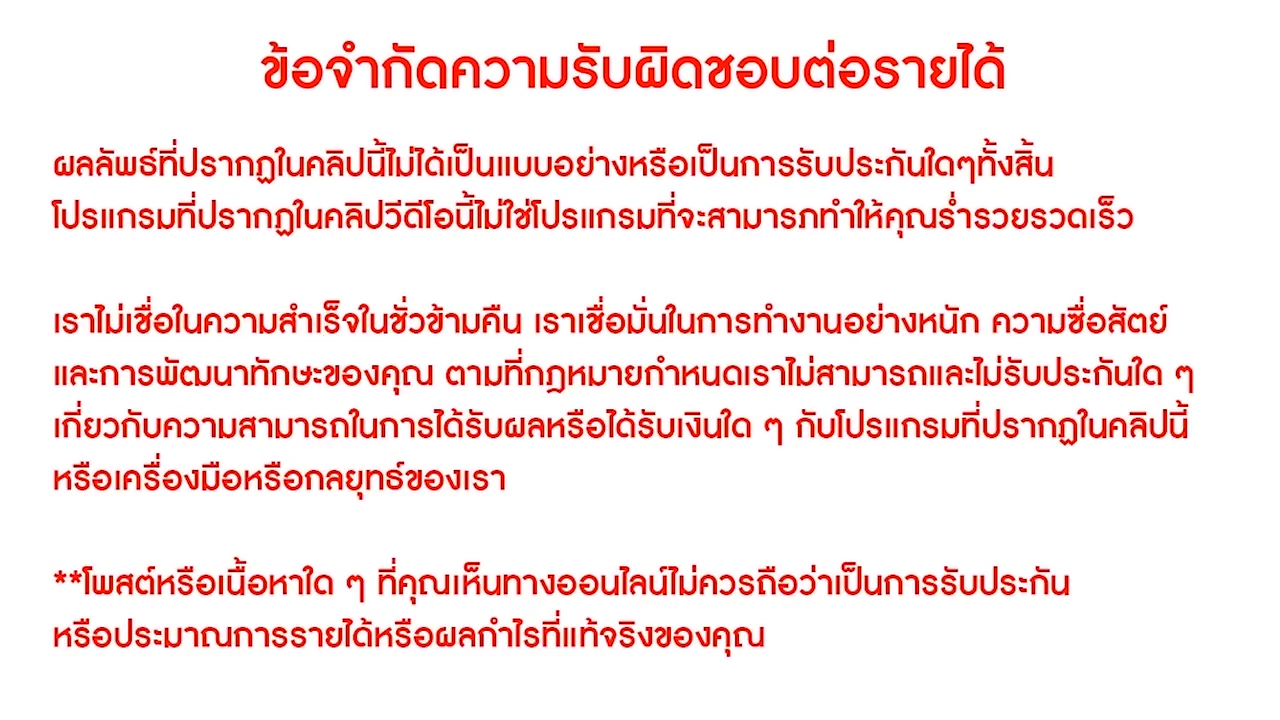 ข้อจำกัดความรับผิดชอบต่อรายได้
ผลลัพธ์ที่ปรากฏในคลิปนี้ไม่ได้เป็นแบบอย่างหรือเป็นการรับประกันใดๆทั้งสิ้น
โปรแกรมที่ปรากฏในคลิปวีดีโอนี้ไม่ใช่โปรแกรมที่จะสามารภทำให้คุณร่ำรวยรวดเร็ว
เราไม่เชื่อในความสำเร็จในชั่วข้ามคืน เราเชื่อมั่นในการทำงานอย่างหนัก ความซื่อสัตย์
และการพัฒนาทักษะของคุณ ตามที่กฎหมายกำหนดเราไม่สามารถและไม่รับประกันใด ๆ
เกี่ยวกับความสามารถในการได้รับผลหรือได้รับเงินใด ๆ กับโปรแกรมที่ปรากฏในคลิปนี้
หรือเครื่องมือหรือกลยุทธ์ของเรา
**โพสต์หรือเนื้อหาใด ๆ ที่คุณเห็นทางออนไลน์ไม่ควรถือว่าเป็นการรับประกัน
หรือประมาณการรายได้หรือผลกำไรที่แท้จริงของคุณ